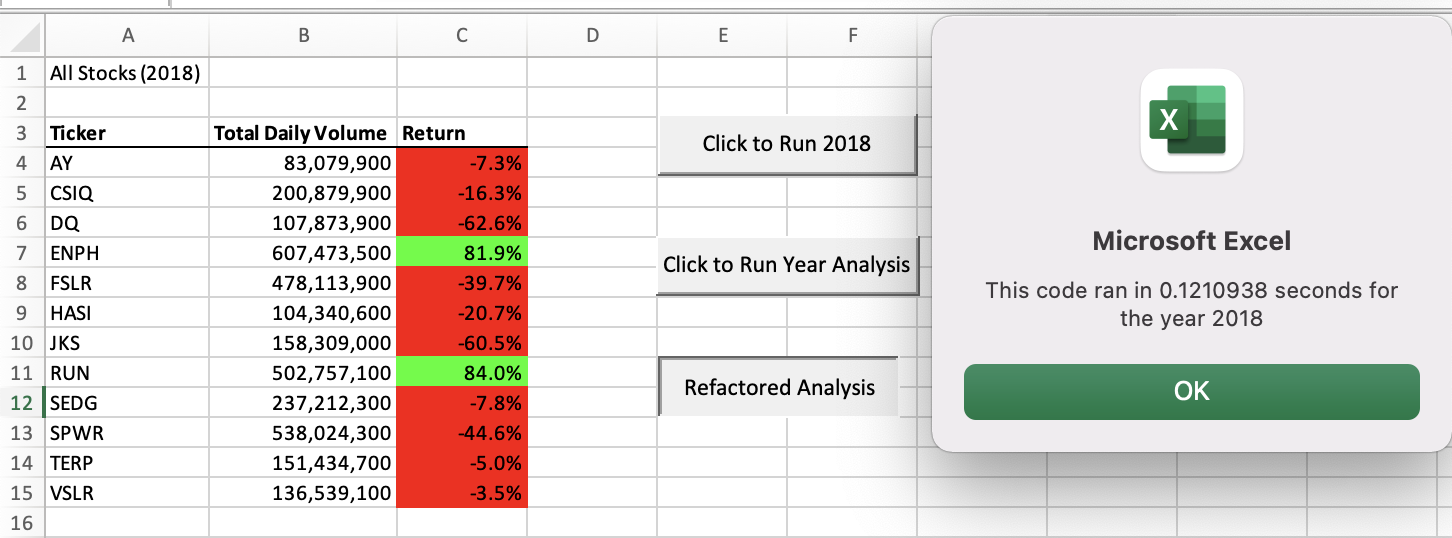 A B C D E F
1 All Stocks (2018)
2
3 Ticker Total Daily Volume Return
Click to Run 2018
4 AY 83,079,900 -7.3%
5 CSIQ 200,879,900 -16.3%
6 DQ 107,873,900 -62.6%
7 ENPH 607,473,500 81.9%
Click to Run Year Analysis
8 FSLR 478,113,900 -39.7%
9 HASI 104,340,600 -20.7%
10 JKS 158,309,000 -60.5%
11 RUN 502,757,100 84.0%
Refactored Analysis
12 SEDG 237,212,300 -7.8%
13 SPWR 538,024,300 -44.6%
14 TERP 151,434,700 -5.0%
15 VSLR 136,539,100 -3.5%
16
X
Microsoft Excel
This code ran in 0.1210938 seconds for
the year 2018
OK